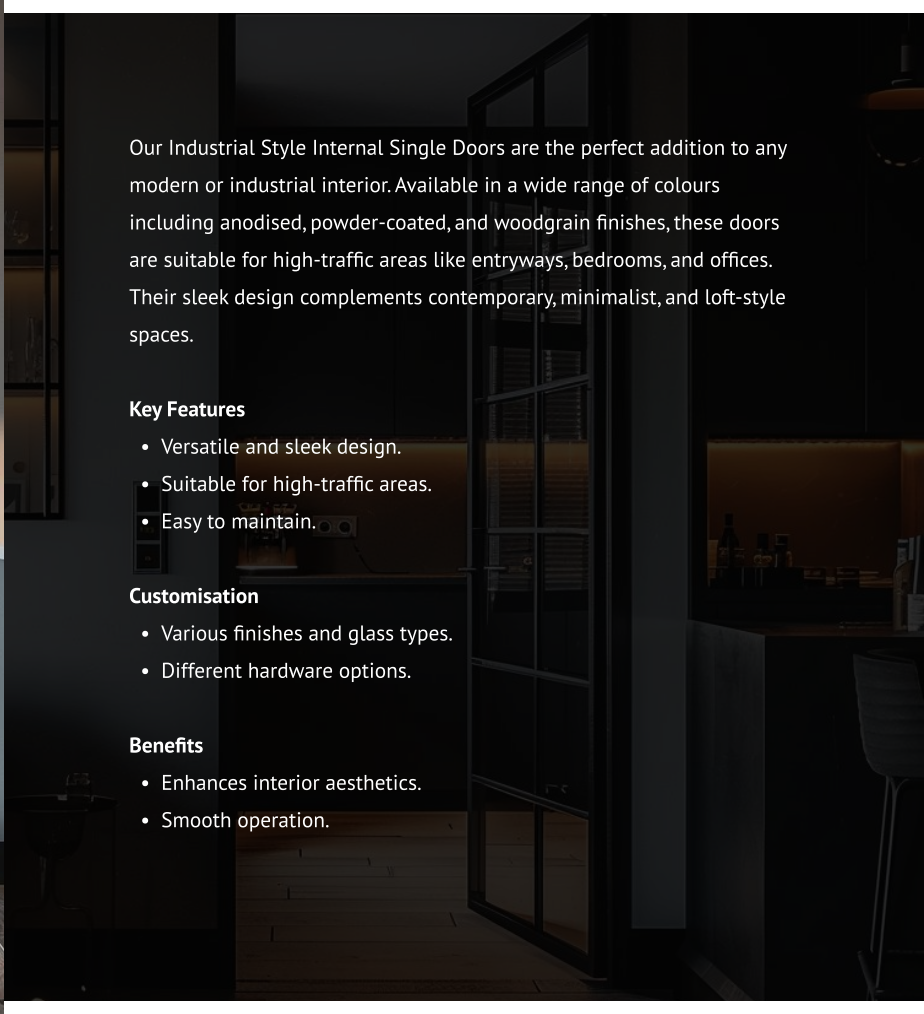 Our Industrial Style Internal Single Doors are the perfect addition to any
modern or industrial interior. Available in a wide range of colours
including anodised, powder-coated, and woodgrain finishes, these doors
are suitable for high-traffic areas like entryways, bedrooms, and offices.
Their sleek design complements contemporary, minimalist, and loft-style
spaces.
Key Features
• Versatile and sleek design.
• Suitable for high-traffic areas.
• Easy to maintain.
Customisation
• Various finishes and glass types.
• Different hardware options.
Benefits
• Enhances interior aesthetics.
• Smooth operation.